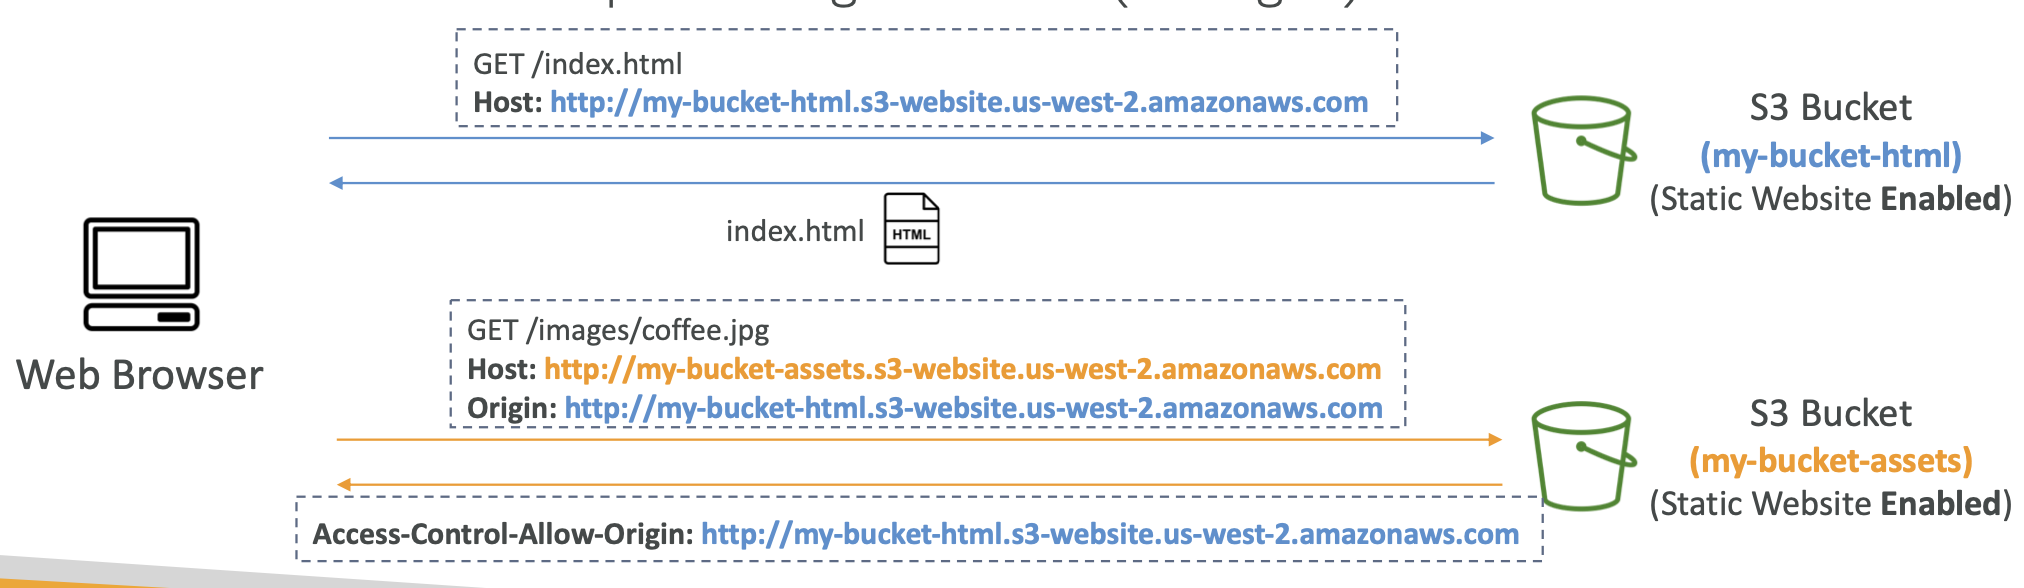 GET /index.html
Host: http://my-bucket-html.s3-website.us-west-2.amazonaws.com
S3 Bucket
(my-bucket-html)
(Static Website Enabled)
index.html
HTML
Web Browser
GET /images/coffee.jpg
Host: http://my-bucket-assets.s3-website.us-west-2.amazonaws.com
Origin: http://my-bucket-html.s3-website.us-west-2.amazonaws.com
S3 Bucket
(my-bucket-assets)
(Static Website Enabled)
Access-Control-Allow-Origin: http://my-bucket-html.s3-website.us-west-2.amazonaws.com